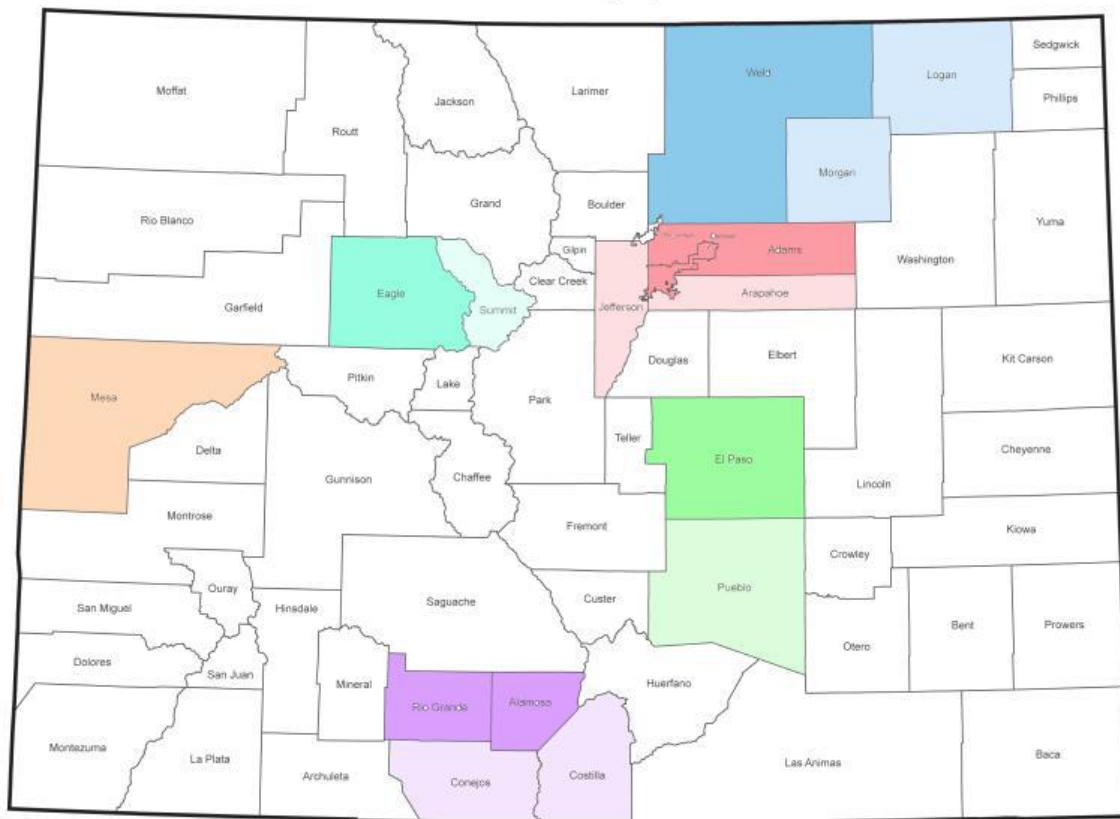 Moffat
Routt
Jackson
Larimer
Weld
Logan
Sedgwick
Phillips
Morgan
Rio Blanco
Grand
Boulder
Gilpin
Clear Creek
Adams
Washington
Yuma
Eagle
Summit
Garfield
Jefferson
Arapahoe
Douglas
Elbert
Kit Carson
Mesa
Pitkin
Lake
Park
Teller
El Paso
Delta
Gunnison
Chaffee
Lincoln
Cheyenne
Montrose
Fremont
Kiowa
Crowley
Ouray
Hinsdale
Saguache
Custer
Pueblo
San Miguel
Otero
Bent
Prowers
Dolores
San Juan
Mineral
Rio Grande
Alamosa
Huerfano
Montezuma
La Plata
Archuleta
Conejos
Costilla
Las Animas
Baca